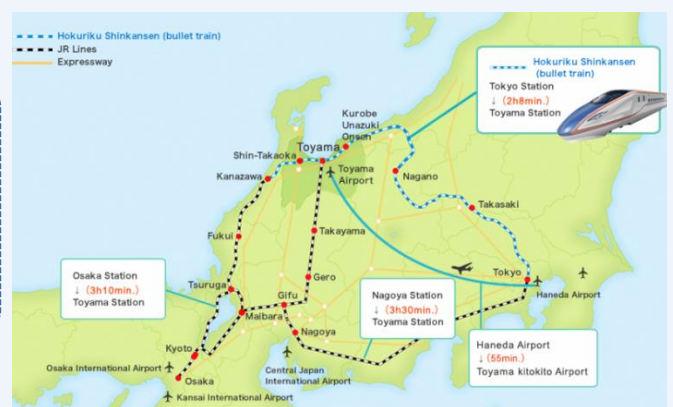 Hokuriku Shinkansen (bullet train)
JR Lines
Expressway
Hokuriku Shinkansen
(bullet train)
Tokyo Station
↓ (2h8min.)
Toyama Station
Kurobe
Unazuki
Onsen
Toyama
Shin-Takaoka
Kanazawa
Toyama
Airport
Nagano
Takasaki
Fukui
Takayama
Osaka Station
↓ (3h10min.)
Toyama Station
Tsuruga
Gero
Gifu
Maibara
Nagoya
Nagoya Station
↓ (3h30min.)
Toyama Station
Tokyo
Haneda Airport
Haneda Airport
↓ (55min.)
Toyama kitokito Airport
Kyoto
Osaka International Airport
Osaka
Kansai International Airport
Central Japan
International Airport